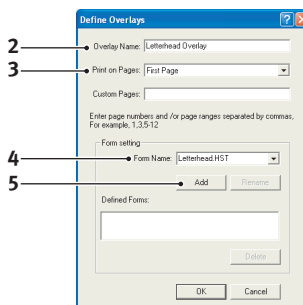 Define Overlays
?
2
Overlay Name: Letterhead Overlay
3
Print on Pages: First Page
Custom Pages:
Enter page numbers and /or page ranges separated by commas,
For example, 1,3,5-12
Form setting
4
Form Name: Letterhead.HST
5
Add Rename
Defined Forms:
Delete
OK Cancel